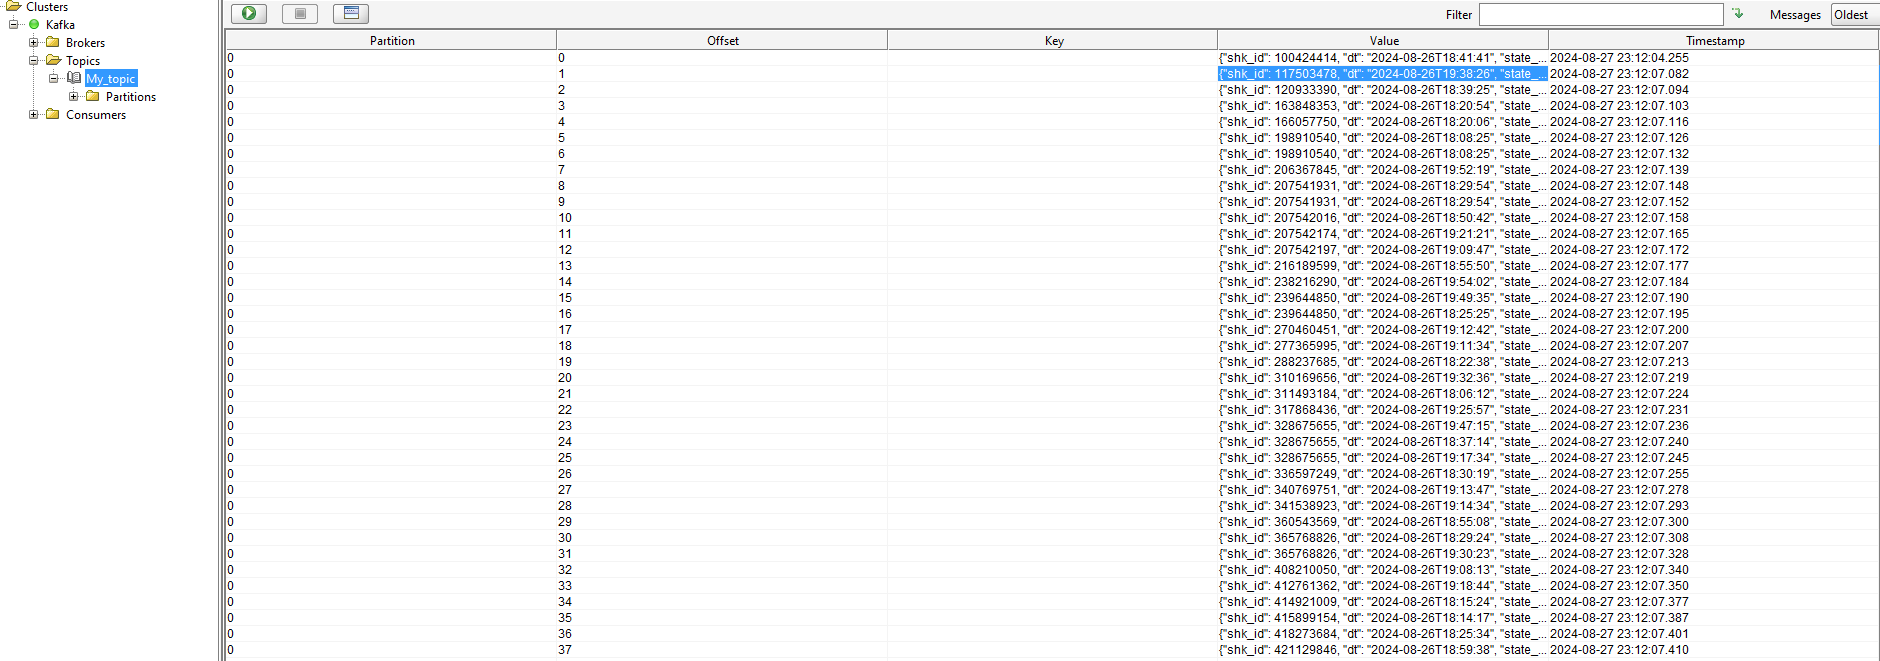 Clusters
Kafka
Brokers
Topics
My_topic
Partitions
Consumers
Filter Messages Oldest
Partition Offset Key Value Timestamp
0 0 {"shk_id": 100424414, "dt": "2024-08-26T18:41:41", "state_... 2024-08-27 23:12:04.255
0 1 {"shk_id": 117503478, "dt": "2024-08-26T19:38:26", "state_... 2024-08-27 23:12:07.082
0 2 {"shk_id": 120933390, "dt": "2024-08-26T18:39:25", "state_... 2024-08-27 23:12:07.094
0 3 {"shk_id": 163848353, "dt": "2024-08-26T18:20:54", "state_... 2024-08-27 23:12:07.103
0 4 {"shk_id": 166057750, "dt": "2024-08-26T18:20:06", "state_... 2024-08-27 23:12:07.116
0 5 {"shk_id": 198910540, "dt": "2024-08-26T18:08:25", "state_... 2024-08-27 23:12:07.126
0 6 {"shk_id": 198910540, "dt": "2024-08-26T18:08:25", "state_... 2024-08-27 23:12:07.132
0 7 {"shk_id": 206367845, "dt": "2024-08-26T19:52:19", "state_... 2024-08-27 23:12:07.139
0 8 {"shk_id": 207541931, "dt": "2024-08-26T18:29:54", "state_... 2024-08-27 23:12:07.148
0 9 {"shk_id": 207541931, "dt": "2024-08-26T18:29:54", "state_... 2024-08-27 23:12:07.152
0 10 {"shk_id": 207542016, "dt": "2024-08-26T18:50:42", "state_... 2024-08-27 23:12:07.158
0 11 {"shk_id": 207542174, "dt": "2024-08-26T19:21:21", "state_... 2024-08-27 23:12:07.165
0 12 {"shk_id": 207542197, "dt": "2024-08-26T19:09:47", "state_... 2024-08-27 23:12:07.172
0 13 {"shk_id": 216189599, "dt": "2024-08-26T18:55:50", "state_... 2024-08-27 23:12:07.177
0 14 {"shk_id": 238216290, "dt": "2024-08-26T19:54:02", "state_... 2024-08-27 23:12:07.184
0 15 {"shk_id": 239644850, "dt": "2024-08-26T19:49:35", "state_... 2024-08-27 23:12:07.190
0 16 {"shk_id": 239644850, "dt": "2024-08-26T18:25:25", "state_... 2024-08-27 23:12:07.195
0 17 {"shk_id": 270460451, "dt": "2024-08-26T19:12:42", "state_... 2024-08-27 23:12:07.200
0 18 {"shk_id": 277365995, "dt": "2024-08-26T19:11:34", "state_... 2024-08-27 23:12:07.207
0 19 {"shk_id": 288237685, "dt": "2024-08-26T18:22:38", "state_... 2024-08-27 23:12:07.213
0 20 {"shk_id": 310169656, "dt": "2024-08-26T19:32:36", "state_... 2024-08-27 23:12:07.219
0 21 {"shk_id": 311493184, "dt": "2024-08-26T18:06:12", "state_... 2024-08-27 23:12:07.224
0 22 {"shk_id": 317868436, "dt": "2024-08-26T19:25:57", "state_... 2024-08-27 23:12:07.231
0 23 {"shk_id": 328675655, "dt": "2024-08-26T19:47:15", "state_... 2024-08-27 23:12:07.236
0 24 {"shk_id": 328675655, "dt": "2024-08-26T18:37:14", "state_... 2024-08-27 23:12:07.240
0 25 {"shk_id": 328675655, "dt": "2024-08-26T19:17:34", "state_... 2024-08-27 23:12:07.245
0 26 {"shk_id": 336597249, "dt": "2024-08-26T18:30:19", "state_... 2024-08-27 23:12:07.255
0 27 {"shk_id": 340769751, "dt": "2024-08-26T19:13:47", "state_... 2024-08-27 23:12:07.278
0 28 {"shk_id": 341538923, "dt": "2024-08-26T19:14:34", "state_... 2024-08-27 23:12:07.293
0 29 {"shk_id": 360543569, "dt": "2024-08-26T18:55:08", "state_... 2024-08-27 23:12:07.300
0 30 {"shk_id": 365768826, "dt": "2024-08-26T18:29:24", "state_... 2024-08-27 23:12:07.308
0 31 {"shk_id": 365768826, "dt": "2024-08-26T19:30:23", "state_... 2024-08-27 23:12:07.328
0 32 {"shk_id": 408210050, "dt": "2024-08-26T19:08:13", "state_... 2024-08-27 23:12:07.340
0 33 {"shk_id": 412761362, "dt": "2024-08-26T19:18:44", "state_... 2024-08-27 23:12:07.350
0 34 {"shk_id": 414921009, "dt": "2024-08-26T18:15:24", "state_... 2024-08-27 23:12:07.377
0 35 {"shk_id": 415899154, "dt": "2024-08-26T18:14:17", "state_... 2024-08-27 23:12:07.387
0 36 {"shk_id": 418273684, "dt": "2024-08-26T18:25:34", "state_... 2024-08-27 23:12:07.401
0 37 {"shk_id": 421129846, "dt": "2024-08-26T18:59:38", "state_... 2024-08-27 23:12:07.410